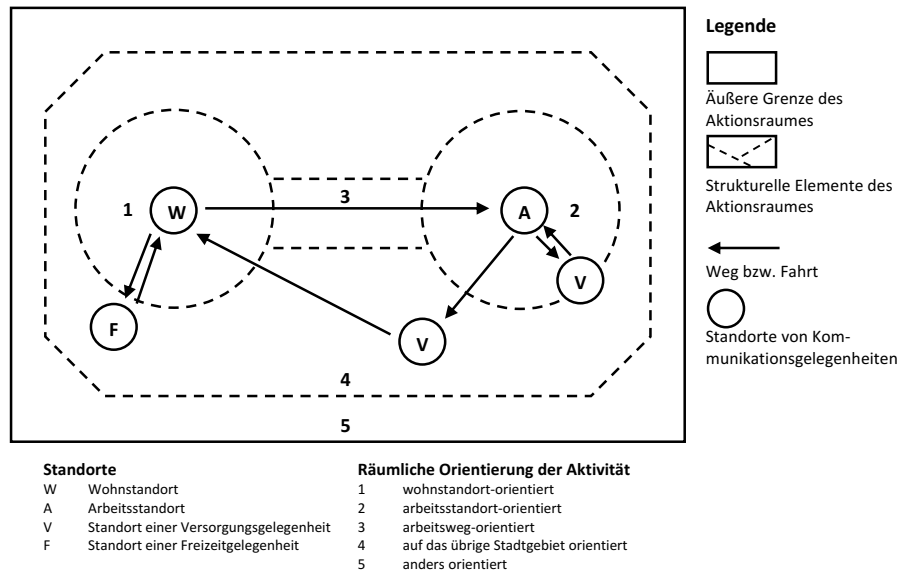 1
W
3
A
2
F
V
V
4
5
Legende
Äußere Grenze des
Aktionsraumes
Strukturelle Elemente des
Aktionsraumes
Weg bzw. Fahrt
Standorte von Kom-
munikationsgelegenheiten
Standorte
W Wohnstandort
A Arbeitsstandort
V Standort einer Versorgungsgelegenheit
F Standort einer Freizeitgelegenheit
Räumliche Orientierung der Aktivität
1 wohnstandort-orientiert
2 arbeitsstandort-orientiert
3 arbeitsweg-orientiert
4 auf das übrige Stadtgebiet orientiert
5 anders orientiert